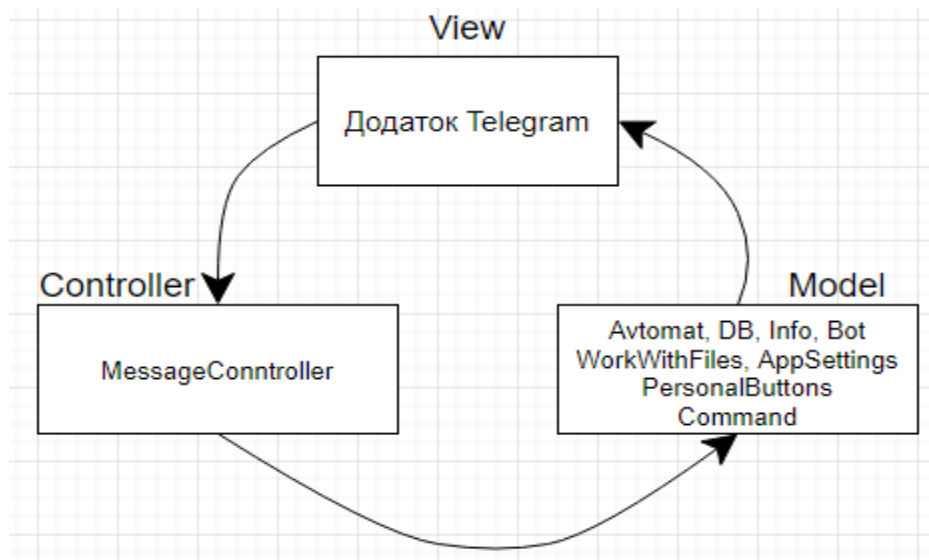 View
Додаток Telegram
Controller
MessageConntroller
Model
Avtomat, DB, Info, Bot
WorkWithFiles, AppSettings
PersonalButtons
Command